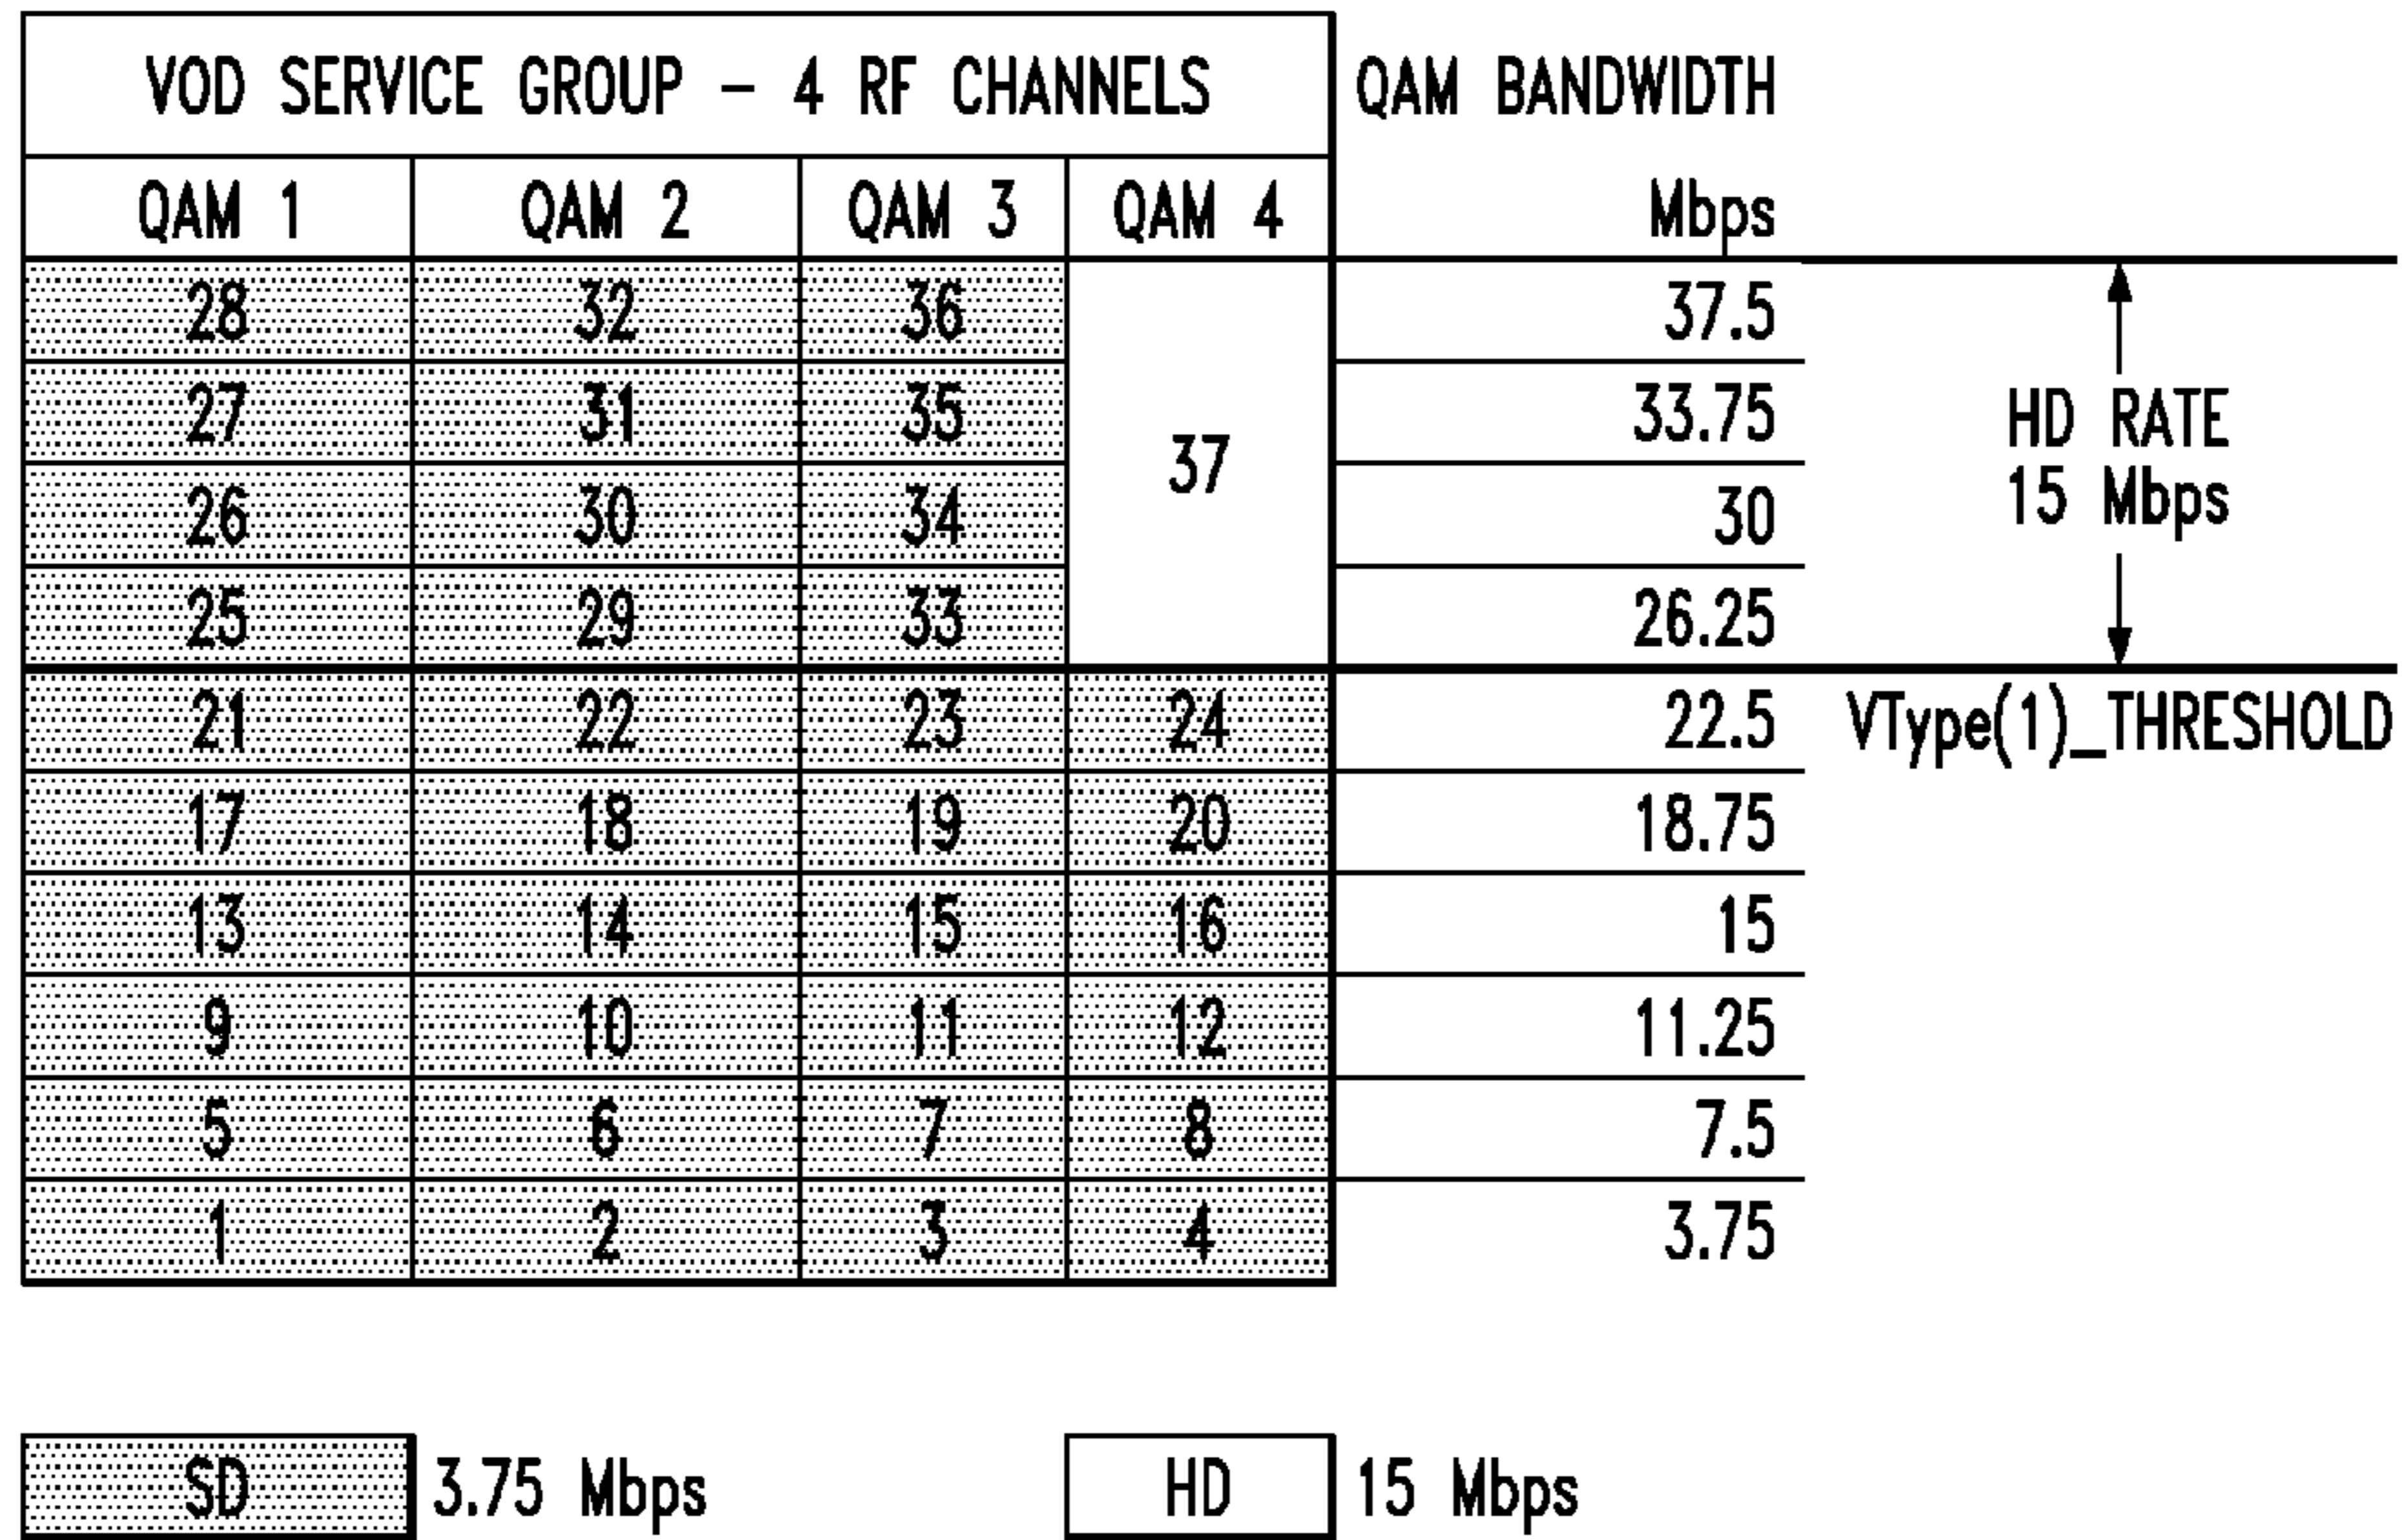 VOD SERVICE GROUP – 4 RF CHANNELS QAM BANDWIDTH
QAM 1 QAM 2 QAM 3 QAM 4 Mbps
28 32 36 37.5
27 31 35 33.75 HD RATE
37
26 30 34 30 15 Mbps
25 29 33 26.25
21 22 23 24 22.5 VType(1)_THRESHOLD
17 18 19 20 18.75
13 14 15 16 15
9 10 11 12 11.25
5 6 7 8 7.5
1 2 3 4 3.75
SD 3.75 Mbps HD 15 Mbps